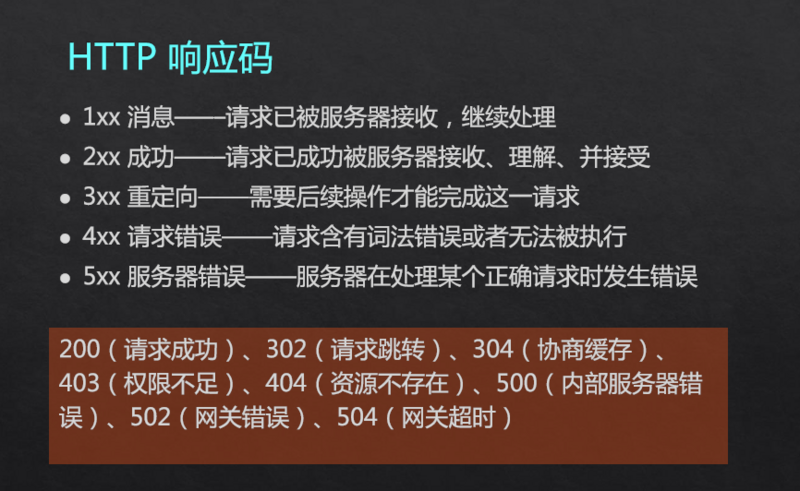 HTTP 响应码
1xx 消息——请求已被服务器接收，继续处理
2xx 成功——请求已成功被服务器接收、理解、并接受
3xx 重定向——需要后续操作才能完成这一请求
4xx 请求错误——请求含有词法错误或者无法被执行
5xx 服务器错误——服务器在处理某个正确请求时发生错误
200（请求成功）、302（请求跳转）、304（协商缓存）、
403（权限不足）、404（资源不存在）、500（内部服务器错
误）、502（网关错误）、504（网关超时）